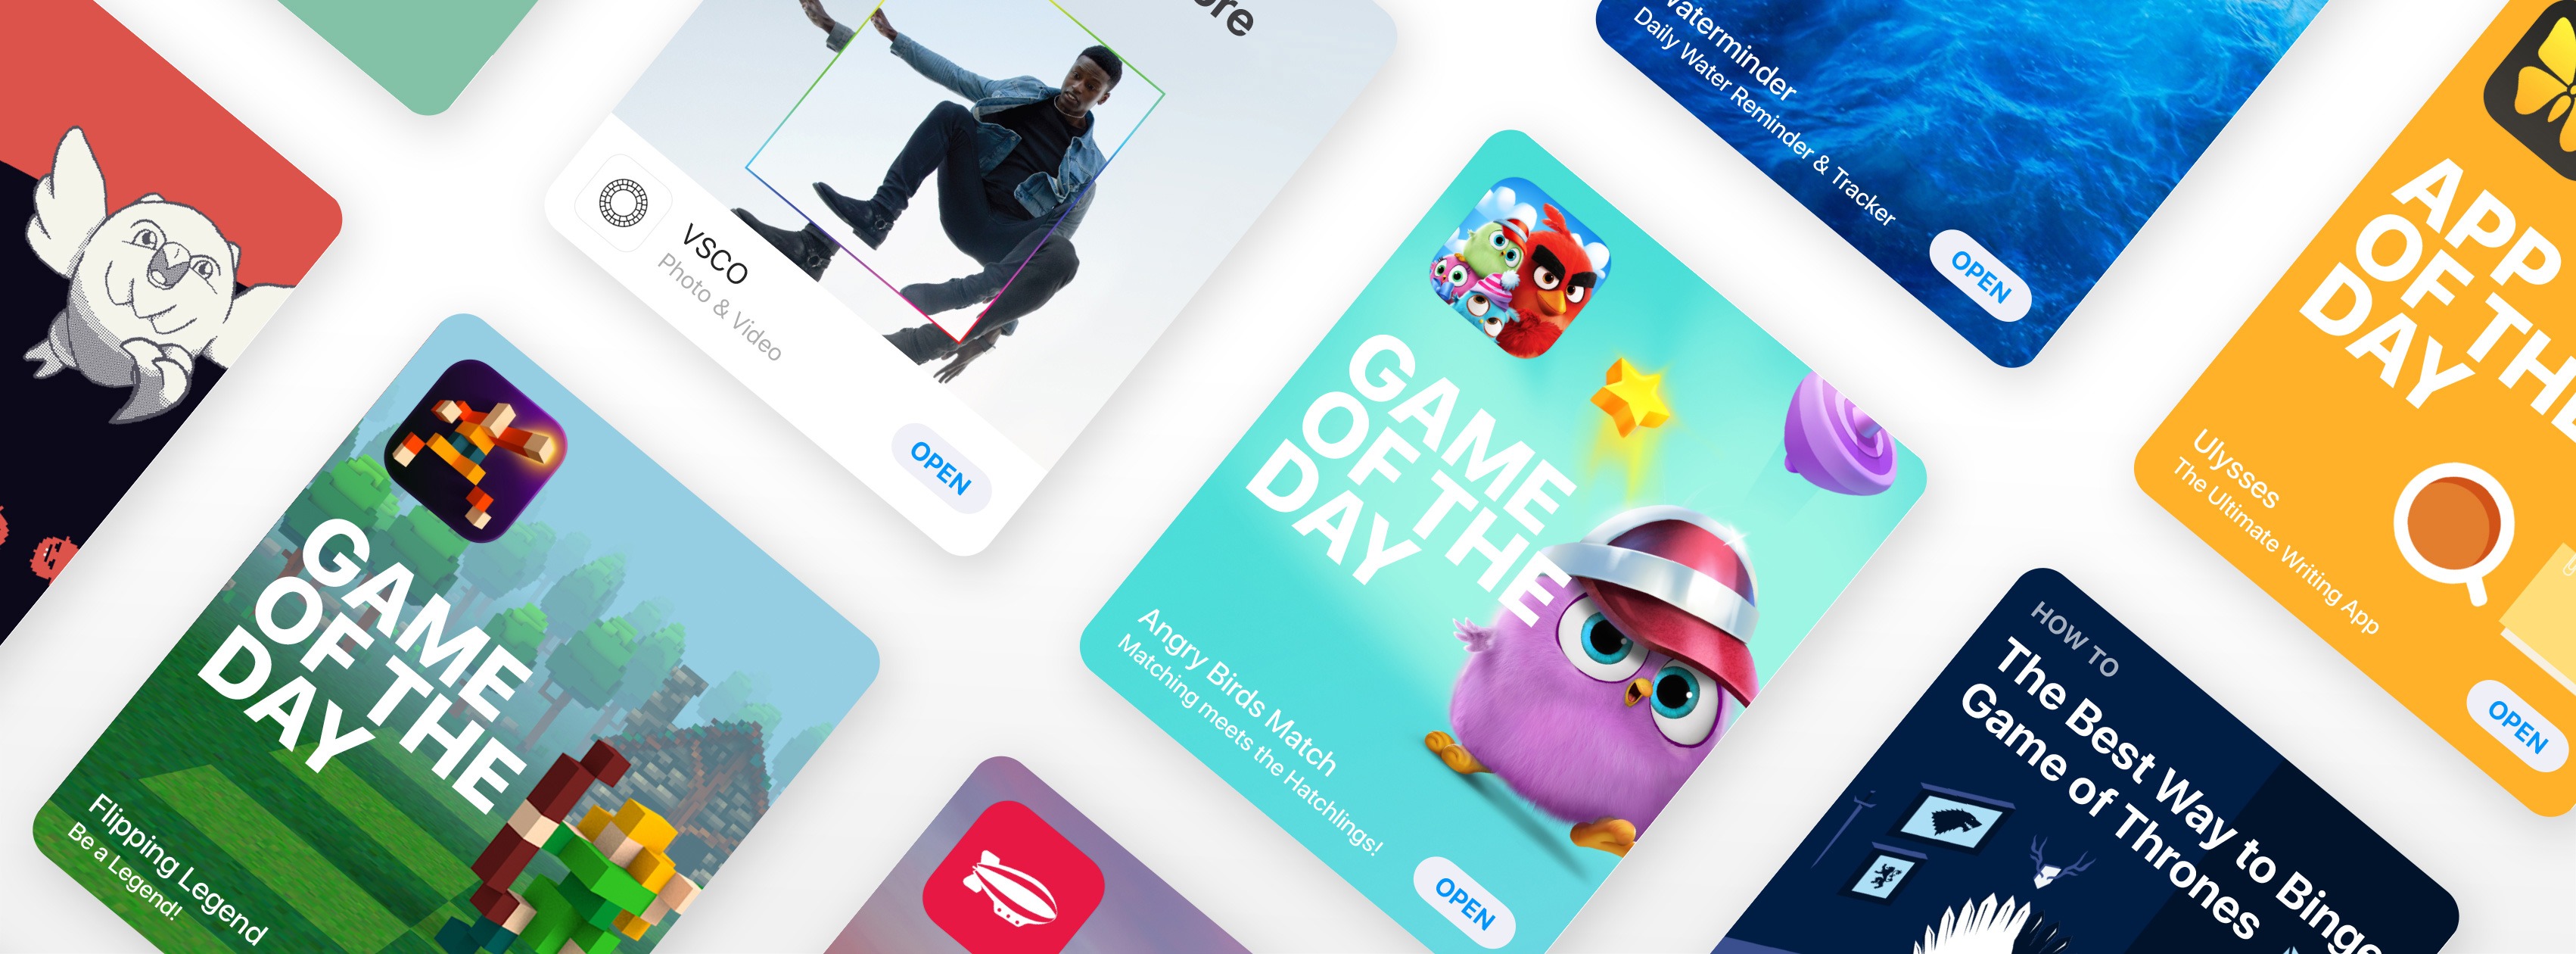 VSCO
Photo & Video
OPEN
GAME
OF THE
DAY
Flipping Legend
Be a Legend!
Waterminder
Daily Water Reminder & Tracker
OPEN
GAME
OF THE
DAY
Angry Birds Match
Matching meets the Hatchlings!
OPEN
APP
OF THE
DAY
Ulysses
The Ultimate Writing App
OPEN
HOW TO
The Best Way to Binge
Game of Thrones